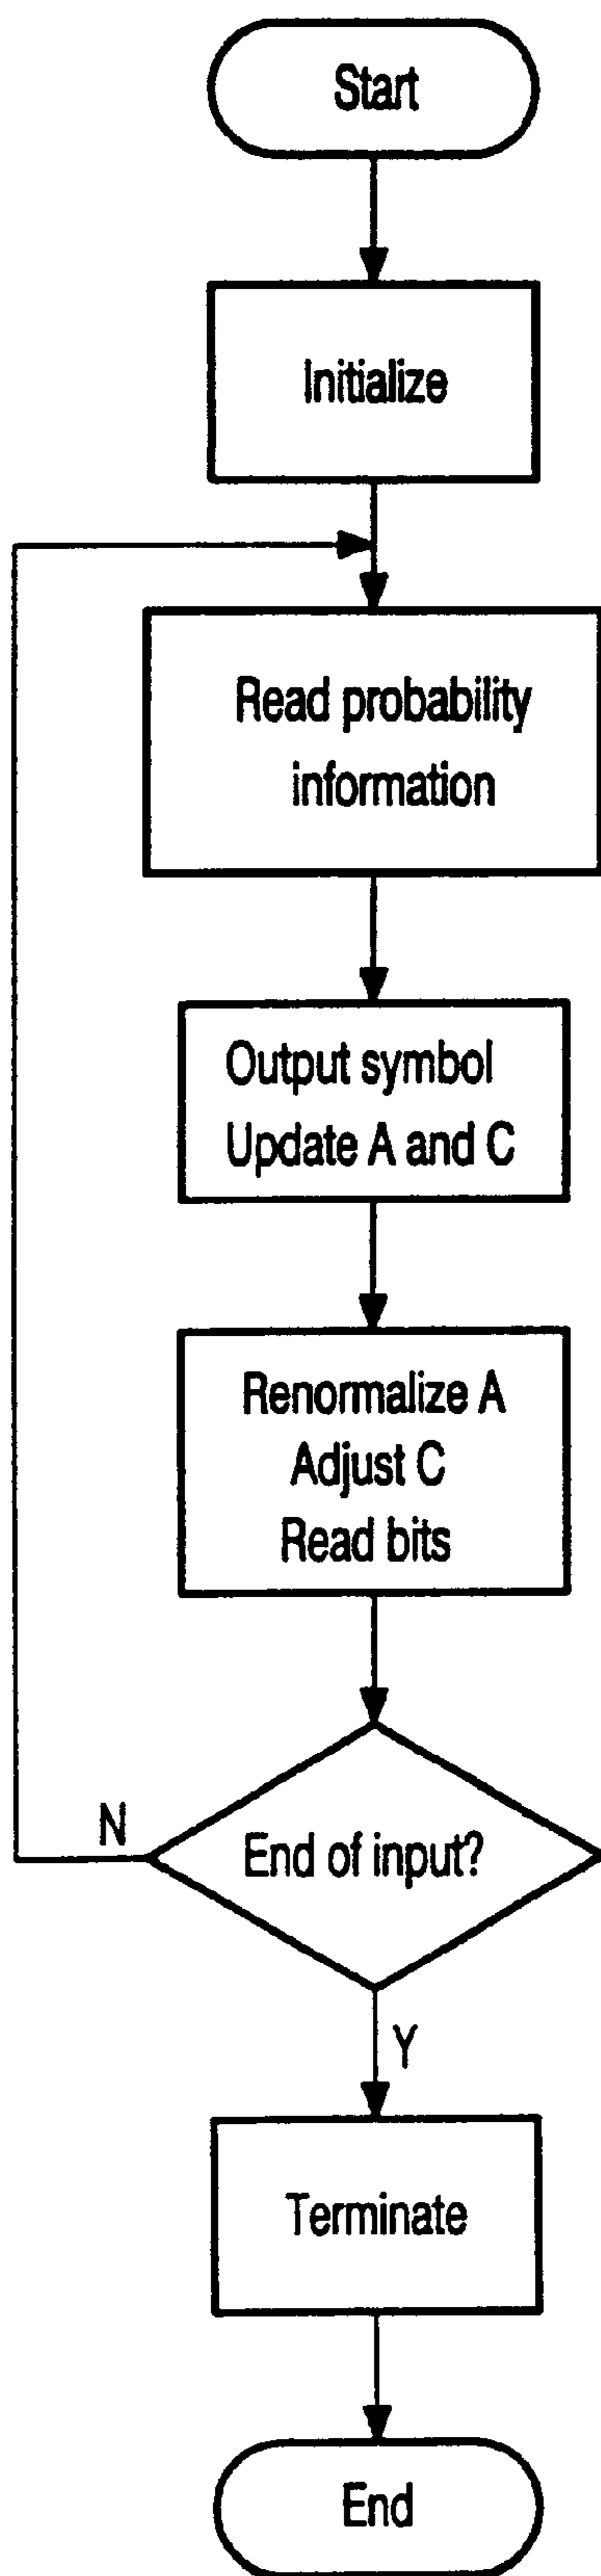 Start
Initialize
Read probability
information
Output symbol
Update A and C
Renormalize A
Adjust C
Read bits
N
End of input?
Y
Terminate
End